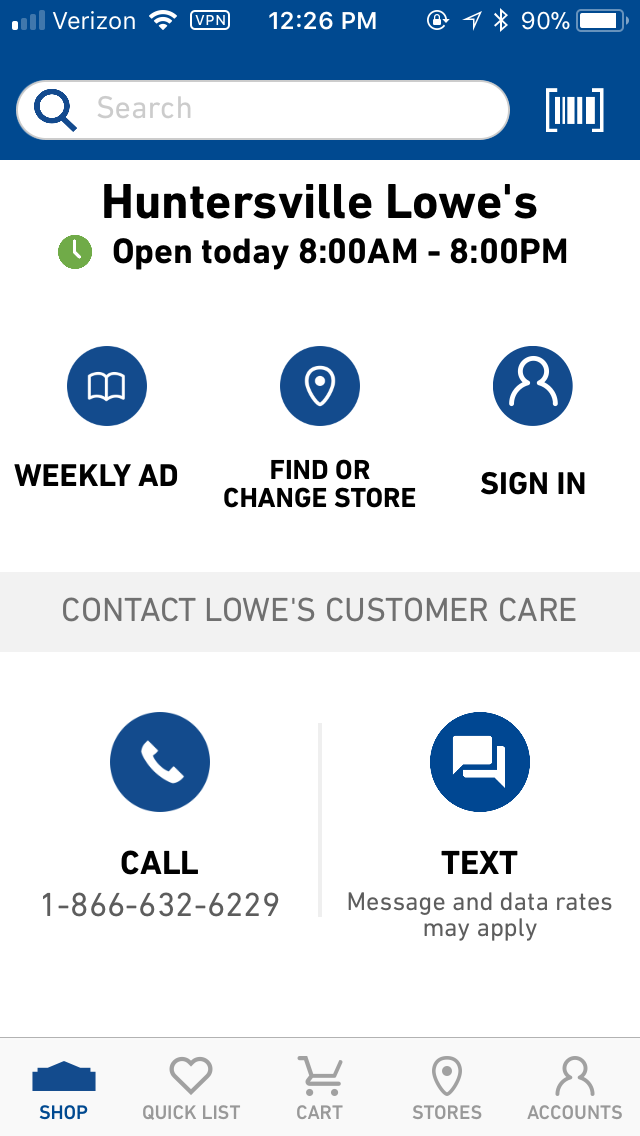 Verizon VPN 12:26 PM 90%
Search
Huntersville Lowe's
Open today 8:00AM - 8:00PM
WEEKLY AD
FIND OR
CHANGE STORE
SIGN IN
CONTACT LOWE'S CUSTOMER CARE
CALL
1-866-632-6229
TEXT
Message and data rates
may apply
SHOP QUICK LIST CART STORES ACCOUNTS